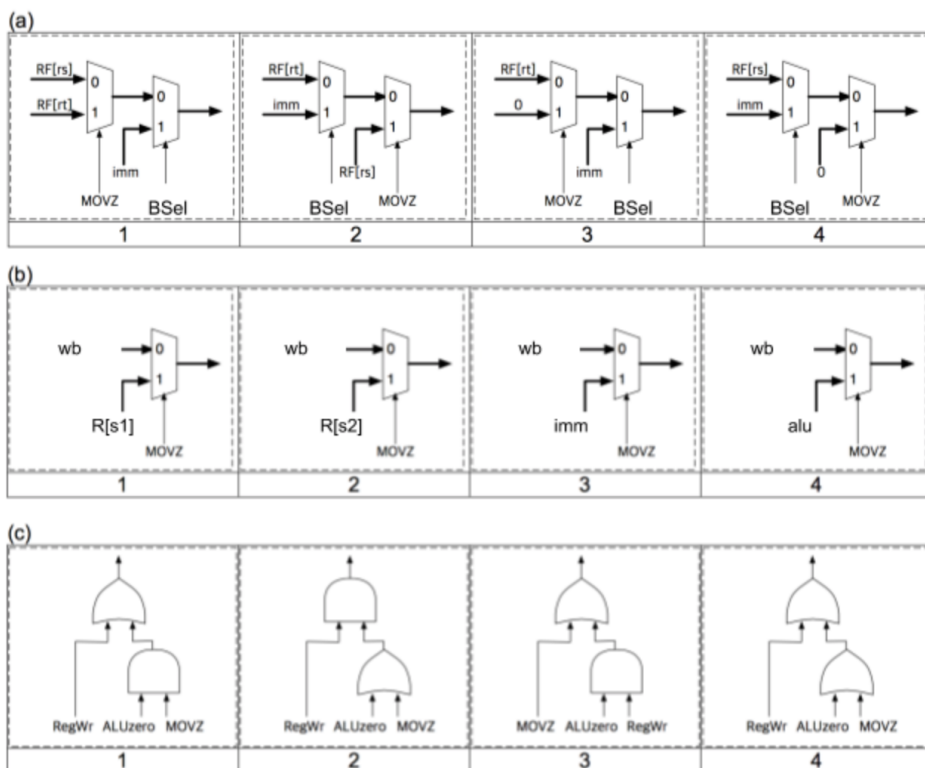 (a)
RF[rs] 0 RF[rt] 1 0 1 imm MOVZ BSel
RF[rt] 0 imm 1 0 1 RF[rs] BSel MOVZ
RF[rt] 0 0 1 0 1 imm MOVZ BSel
RF[rs] 0 imm 1 0 1 0 BSel MOVZ
1 2 3 4
(b)
wb 0 1 R[s1] MOVZ
wb 0 1 R[s2] MOVZ
wb 0 1 imm MOVZ
wb 0 1 alu MOVZ
1 2 3 4
(c)
RegWr ALUzero MOVZ
RegWr ALUzero MOVZ
MOVZ ALUzero RegWr
RegWr ALUzero MOVZ
1 2 3 4